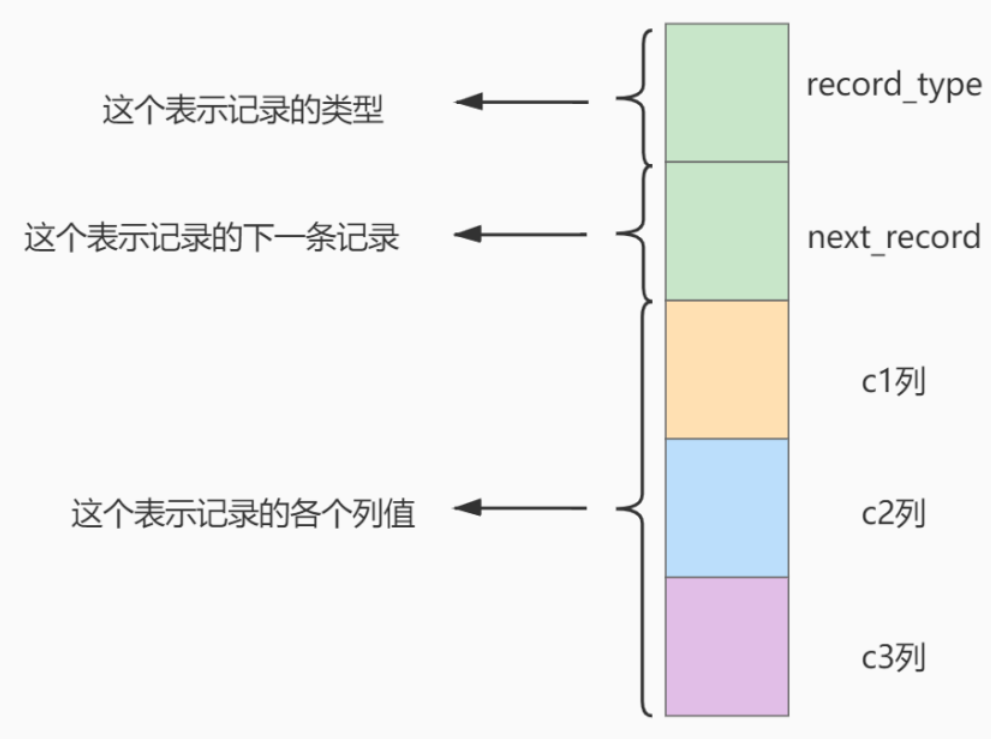 这个表示记录的类型
record_type
这个表示记录的下一条记录
next_record
c1列
这个表示记录的各个列值
c2列
c3列